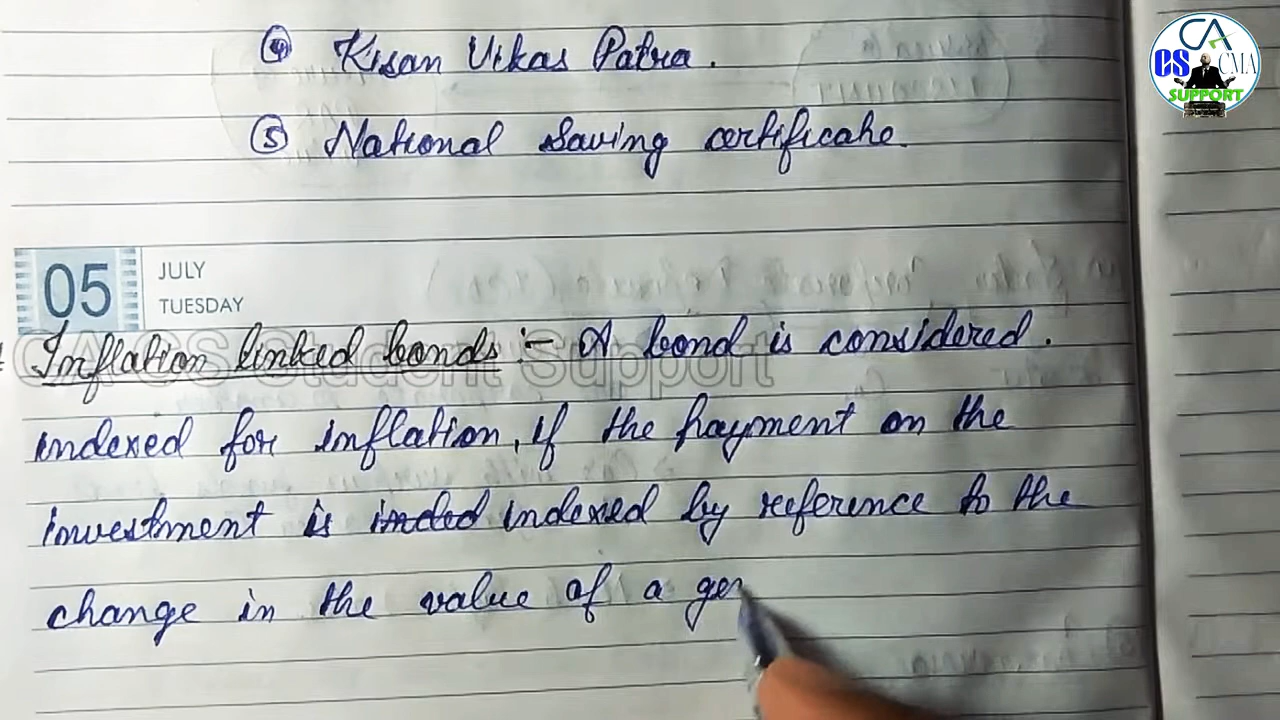 ④ Kisan Vikas Patra.
⑤ National Saving certificate.
CA
CS CMA
SUPPORT
05 JULY
TUESDAY
CA CS Student Support
Inflation linked bonds :- A bond is considered.
indexed for inflation, if the payment on the
investment is inded indexed by reference to the
change in the value of a gen